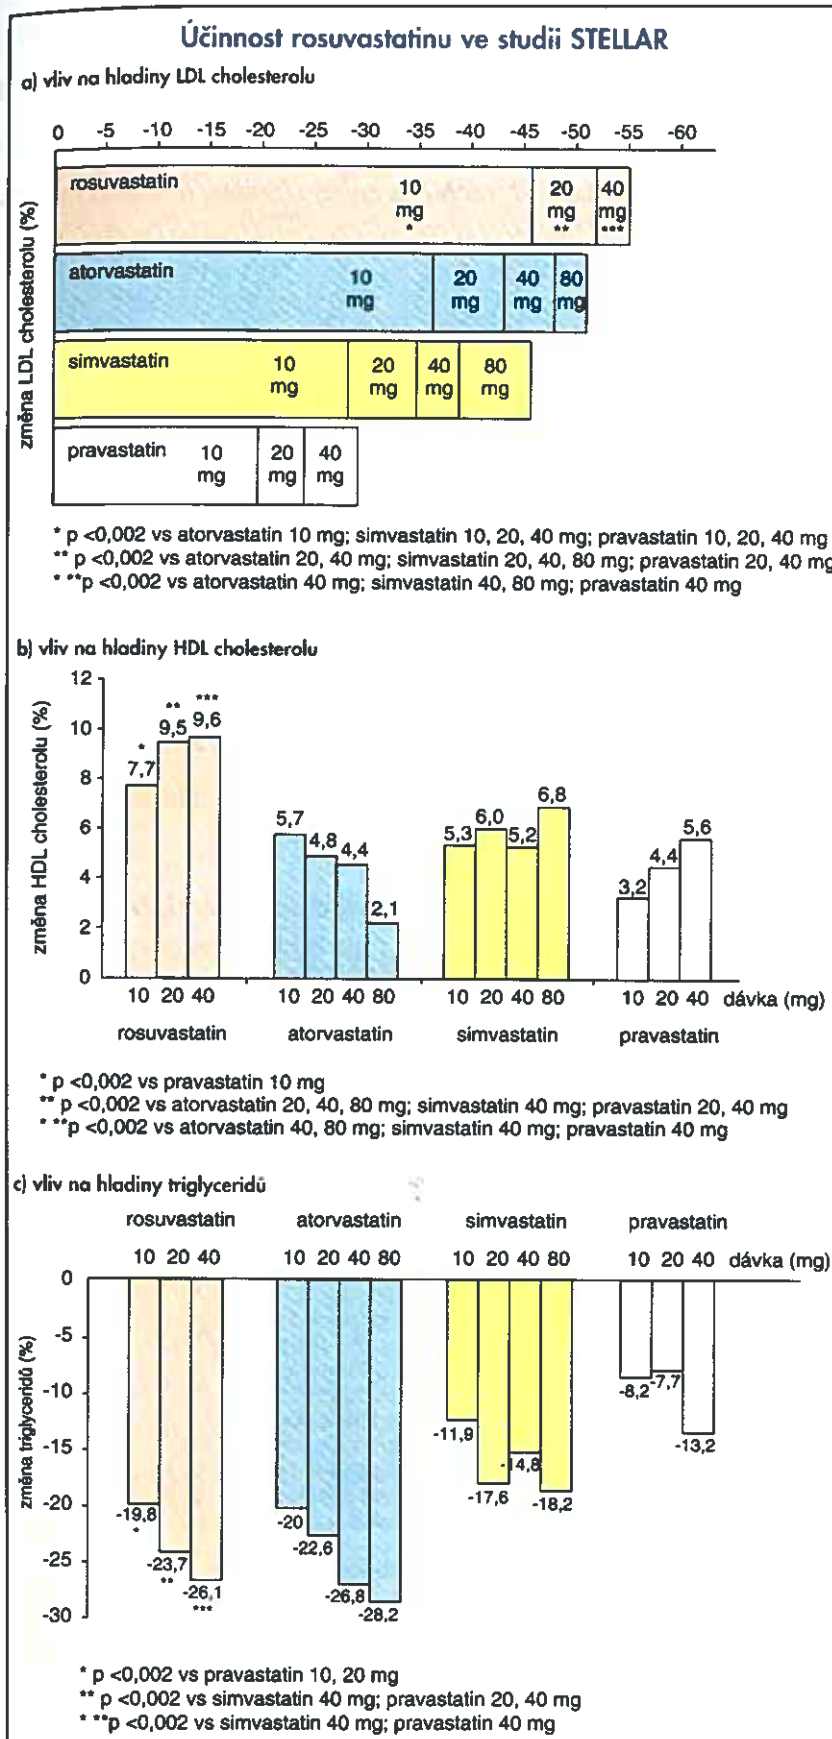 Účinnost rosuvastatinu ve studii STELLAR
a) vliv na hladiny LDL cholesterolu
0 -5 -10 -15 -20 -25 -30 -35 -40 -45 -50 -55 -60
změna LDL cholesterolu (%)
rosuvastatin 10 mg * 20 mg ** 40 mg ***
atorvastatin 10 mg 20 mg 40 mg 80 mg
simvastatin 10 mg 20 mg 40 mg 80 mg
pravastatin 10 mg 20 mg 40 mg
* p <0,002 vs atorvastatin 10 mg; simvastatin 10, 20, 40 mg; pravastatin 10, 20, 40 mg
** p <0,002 vs atorvastatin 20, 40 mg; simvastatin 20, 40, 80 mg; pravastatin 20, 40 mg
* **p <0,002 vs atorvastatin 40 mg; simvastatin 40, 80 mg; pravastatin 40 mg
b) vliv na hladiny HDL cholesterolu
změna HDL cholesterolu (%)
12
10
8
6
4
2
0
* ** ***
7,7 9,5 9,6
5,7 4,8 4,4 2,1
5,3 6,0 5,2 6,8
3,2 4,4 5,6
10 20 40 10 20 40 80 10 20 40 80 10 20 40 dávka (mg)
rosuvastatin atorvastatin simvastatin pravastatin
* p <0,002 vs pravastatin 10 mg
** p <0,002 vs atorvastatin 20, 40, 80 mg; simvastatin 40 mg; pravastatin 20, 40 mg
* **p <0,002 vs atorvastatin 40, 80 mg; simvastatin 40 mg; pravastatin 40 mg
c) vliv na hladiny triglyceridů
rosuvastatin atorvastatin simvastatin pravastatin
10 20 40 10 20 40 80 10 20 40 80 10 20 40 dávka (mg)
změna triglyceridů (%)
0
-5
-10
-15
-20
-25
-30
-19,8 -23,7 -26,1
* ** ***
-20 -22,6 -26,8 -28,2
-11,9 -17,6 -14,8 -18,2
-8,2 -7,7 -13,2
* p <0,002 vs pravastatin 10, 20 mg
** p <0,002 vs simvastatin 40 mg; pravastatin 20, 40 mg
* **p <0,002 vs simvastatin 40 mg; pravastatin 40 mg